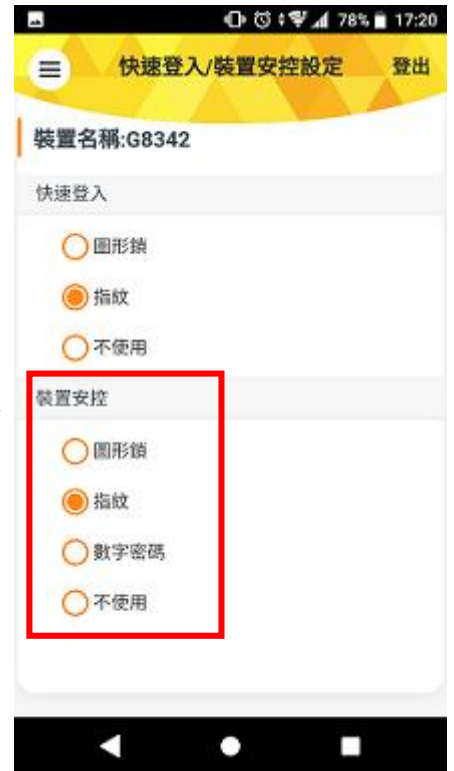 78% 17:20
快速登入/裝置安控設定 登出
裝置名稱:G8342
快速登入
圖形鎖
指紋
不使用
裝置安控
圖形鎖
指紋
數字密碼
不使用